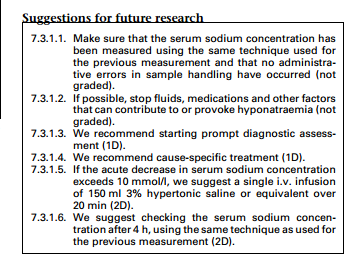 Suggestions for future research
7.3.1.1. Make sure that the serum sodium concentration has
been measured using the same technique used for
the previous measurement and that no administra-
tive errors in sample handling have occurred (not
graded).
7.3.1.2. If possible, stop fluids, medications and other factors
that can contribute to or provoke hyponatraemia (not
graded).
7.3.1.3. We recommend starting prompt diagnostic assess-
ment (1D).
7.3.1.4. We recommend cause-specific treatment (1D).
7.3.1.5. If the acute decrease in serum sodium concentration
exceeds 10 mmol/l, we suggest a single i.v. infusion
of 150 ml 3% hypertonic saline or equivalent over
20 min (2D).
7.3.1.6. We suggest checking the serum sodium concen-
tration after 4 h, using the same technique as used for
the previous measurement (2D).